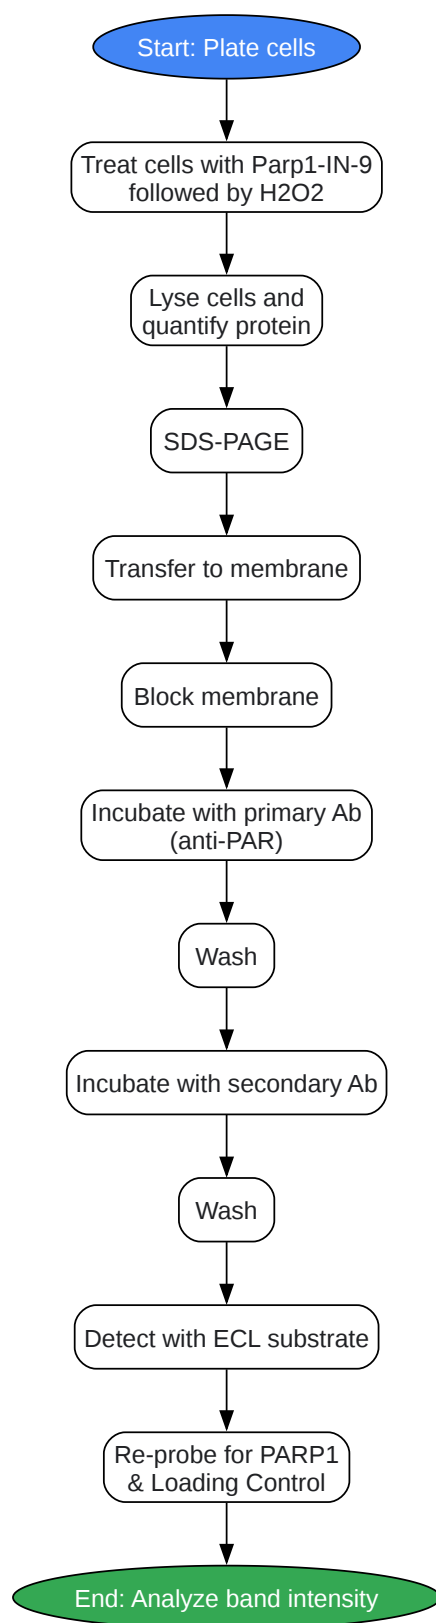 Start: Plate cells
Treat cells with Parp1-IN-9
followed by H2O2
Lyse cells and
quantify protein
SDS-PAGE
Transfer to membrane
Block membrane
Incubate with primary Ab
(anti-PAR)
Wash
Incubate with secondary Ab
Wash
Detect with ECL substrate
Re-probe for PARP1
& Loading Control
End: Analyze band intensity